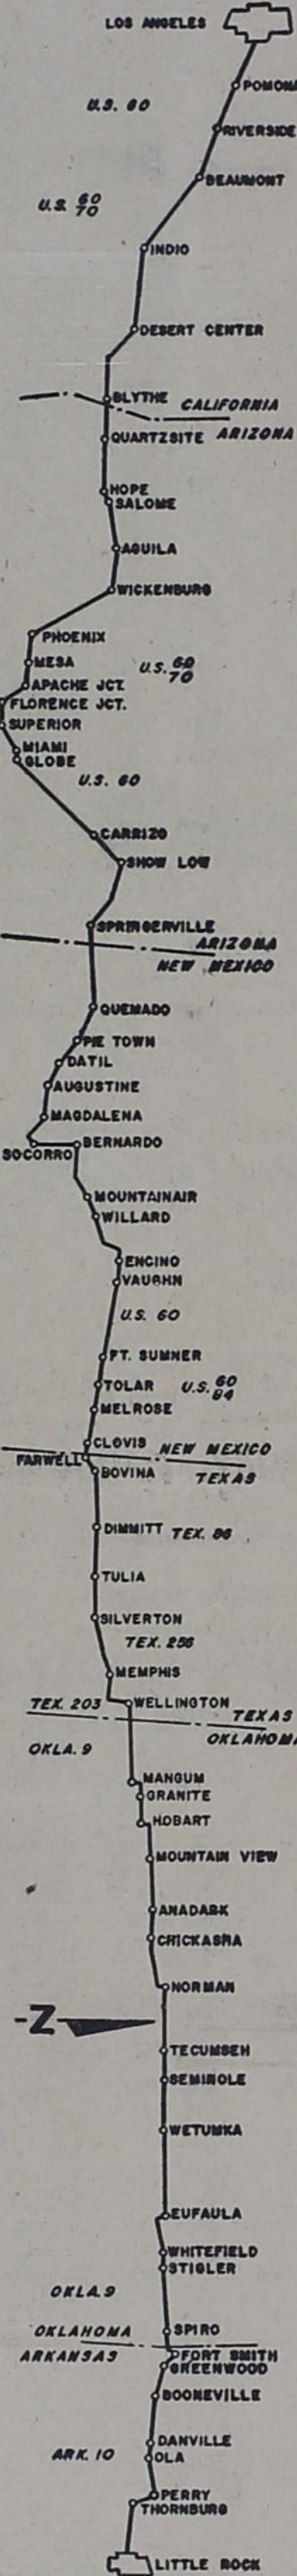 LOS ANGELES
POMONA
U.S. 60
RIVERSIDE
BEAUMONT
U.S. 60
70
INDIO
DESERT CENTER
BLYTHE
CALIFORNIA
ARIZONA
QUARTZSITE
HOPE
SALOME
AGUILA
WICKENBURG
PHOENIX
MESA
U.S. 60
70
APACHE JCT.
FLORENCE JCT.
SUPERIOR
MIAMI
GLOBE
U.S. 60
CARRIZO
SHOW LOW
SPRINGERVILLE
ARIZONA
NEW MEXICO
QUEMADO
PIE TOWN
DATIL
AUGUSTINE
MAGDALENA
SOCORRO
BERNARDO
MOUNTAINAIR
WILLARD
ENCINO
VAUGHN
U.S. 60
FT. SUMNER
TOLAR
U.S. 60
84
MELROSE
CLOVIS
NEW MEXICO
FARWELL
TEXAS
BOVINA
DIMMITT
TEX. 86
TULIA
SILVERTON
TEX. 256
MEMPHIS
TEX. 203
WELLINGTON
TEXAS
OKLAHOMA
OKLA. 9
MANGUM
GRANITE
HOBART
MOUNTAIN VIEW
ANADARK
CHICKASHA
NORMAN
-Z
TECUMSEH
SEMINOLE
WETUMKA
EUFAULA
WHITEFIELD
STIGLER
OKLA. 9
SPIRO
OKLAHOMA
ARKANSAS
FORT SMITH
GREENWOOD
BOONEVILLE
DANVILLE
OLA
ARK. 10
PERRY
THORNBURG
LITTLE ROCK